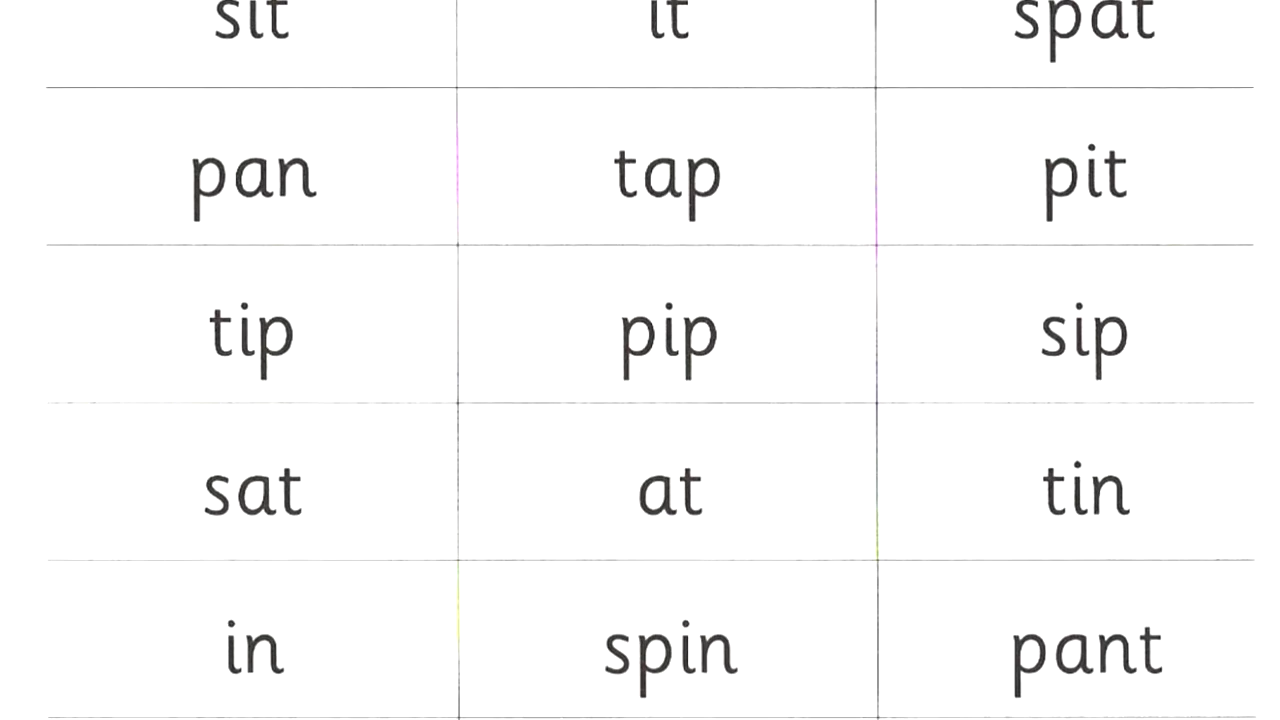 sit it spat
pan tap pit
tip pip sip
sat at tin
in spin pant